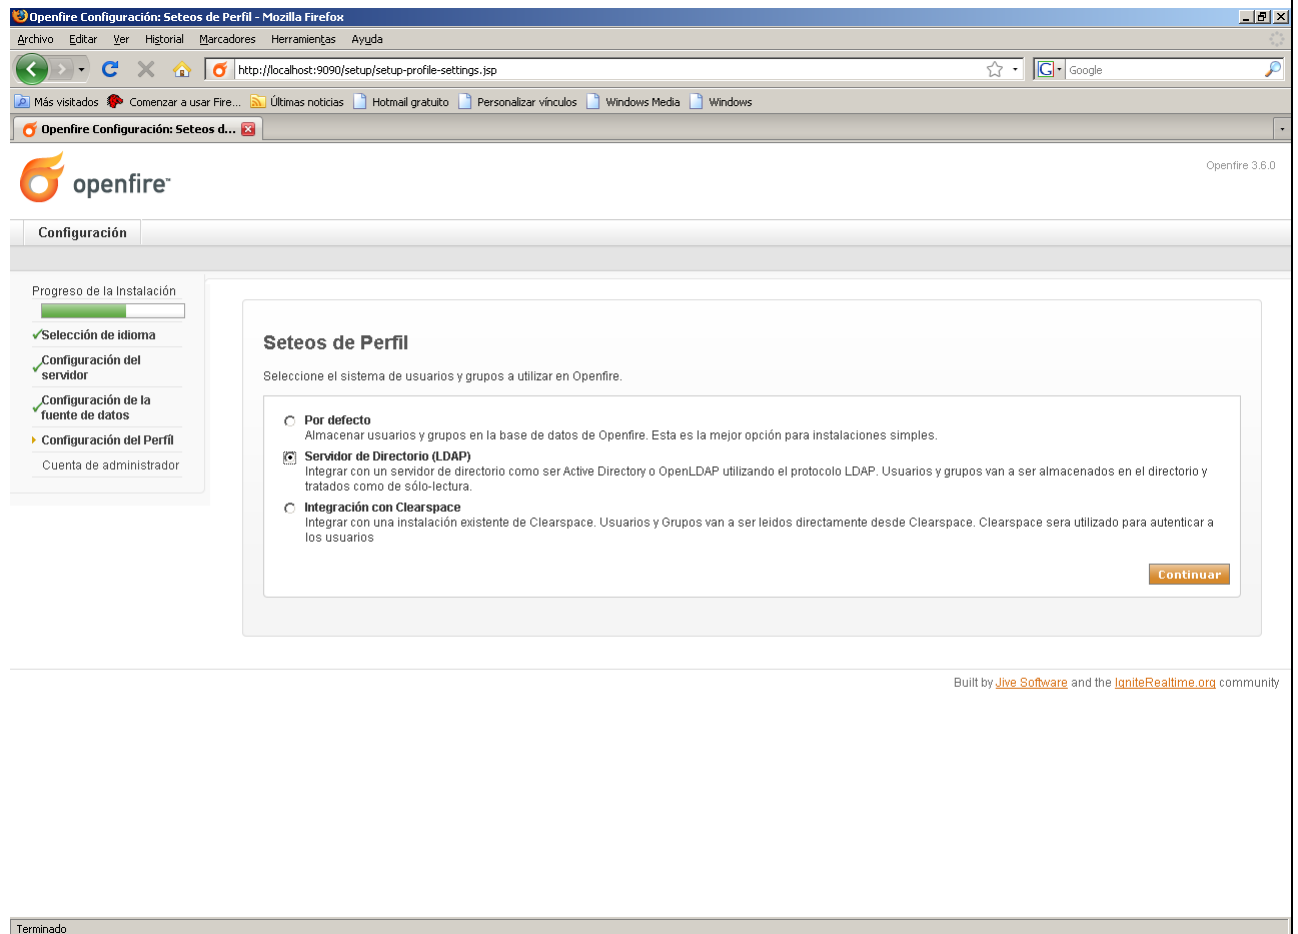 Openfire Configuración: Seteos de Perfil - Mozilla Firefox
Archivo Editar Ver Historial Marcadores Herramientas Ayuda
http://localhost:9090/setup/setup-profile-settings.jsp
Google
Más visitados Comenzar a usar Fire... Últimas noticias Hotmail gratuito Personalizar vínculos Windows Media Windows
Openfire Configuración: Seteos d...
openfire™
Openfire 3.6.0
Configuración
Progreso de la Instalación
Selección de idioma
Configuración del
servidor
Configuración de la
fuente de datos
Configuración del Perfíl
Cuenta de administrador
Seteos de Perfil
Seleccione el sistema de usuarios y grupos a utilizar en Openfire.
Por defecto
Almacenar usuarios y grupos en la base de datos de Openfire. Esta es la mejor opción para instalaciones simples.
Servidor de Directorio (LDAP)
Integrar con un servidor de directorio como ser Active Directory o OpenLDAP utilizando el protocolo LDAP. Usuarios y grupos van a ser almacenados en el directorio y
tratados como de sólo-lectura.
Integración con Clearspace
Integrar con una instalación existente de Clearspace. Usuarios y Grupos van a ser leidos directamente desde Clearspace. Clearspace sera utilizado para autenticar a
los usuarios
Continuar
Built by Jive Software and the IgniteRealtime.org community
Terminado